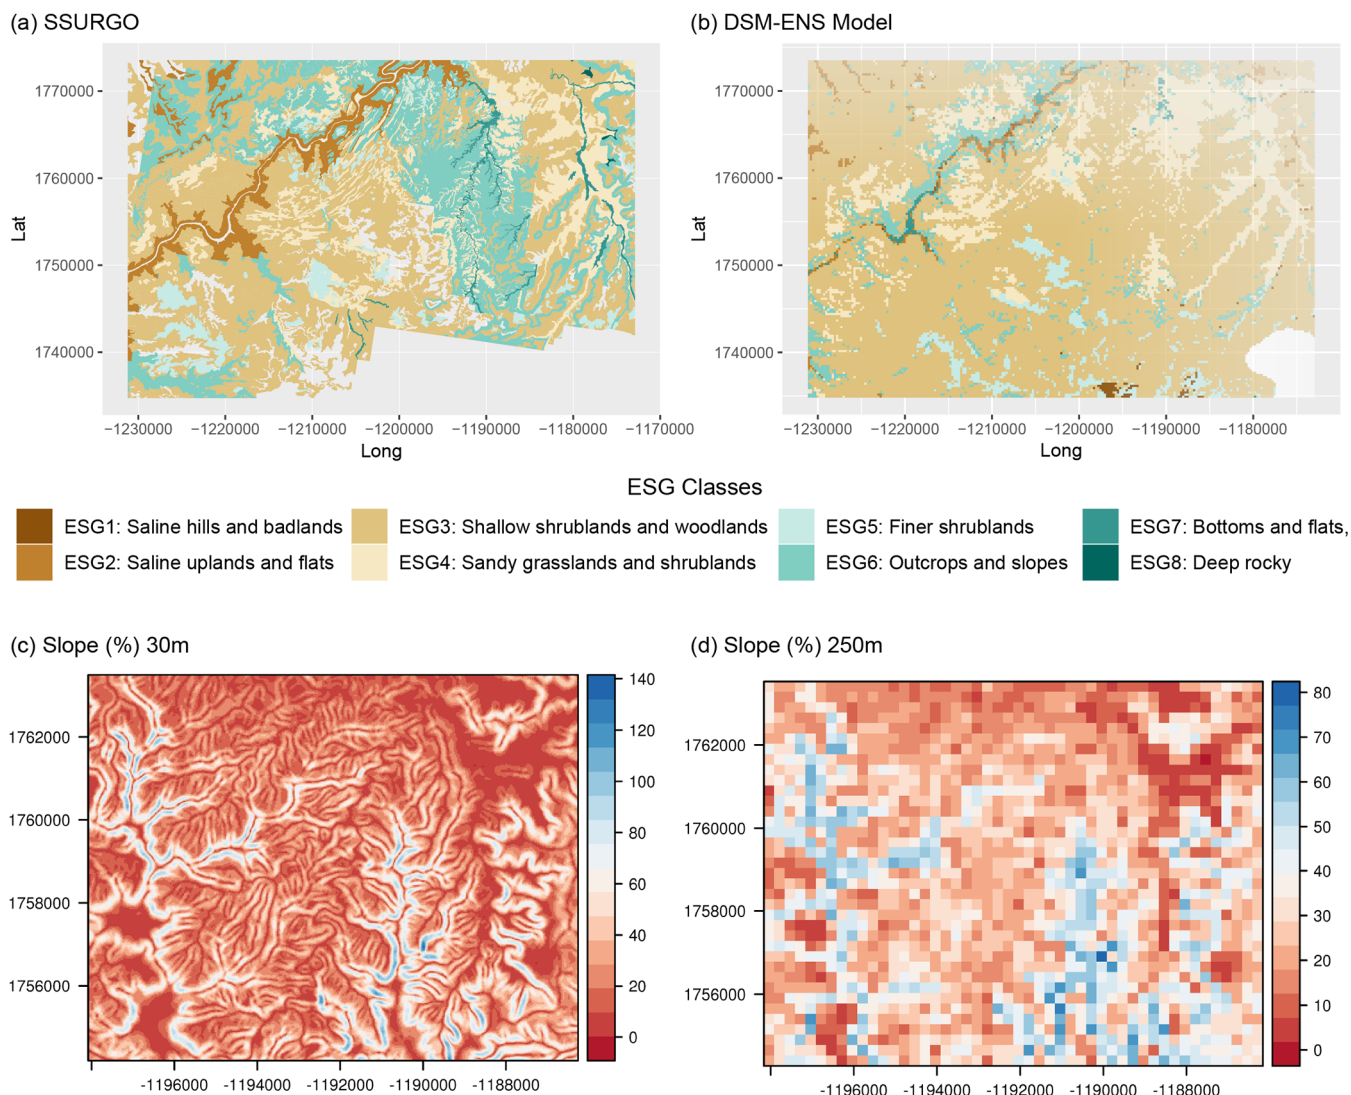 (a) SSURGO
(b) DSM-ENS Model
Lat
1770000
1760000
1750000
1740000
−1230000 −1220000 −1210000 −1200000 −1190000 −1180000 −1170000
Long
Lat
1770000
1760000
1750000
1740000
−1230000 −1220000 −1210000 −1200000 −1190000 −1180000
Long
ESG Classes
ESG1: Saline hills and badlands ESG3: Shallow shrublands and woodlands ESG5: Finer shrublands ESG7: Bottoms and flats,
ESG2: Saline uplands and flats ESG4: Sandy grasslands and shrublands ESG6: Outcrops and slopes ESG8: Deep rocky
(c) Slope (%) 30m
(d) Slope (%) 250m
1762000
1760000
1758000
1756000
-1196000 -1194000 -1192000 -1190000 -1188000
140
120
100
80
60
40
20
0
1762000
1760000
1758000
1756000
-1196000 -1194000 -1192000 -1190000 -1188000
80
70
60
50
40
30
20
10
0